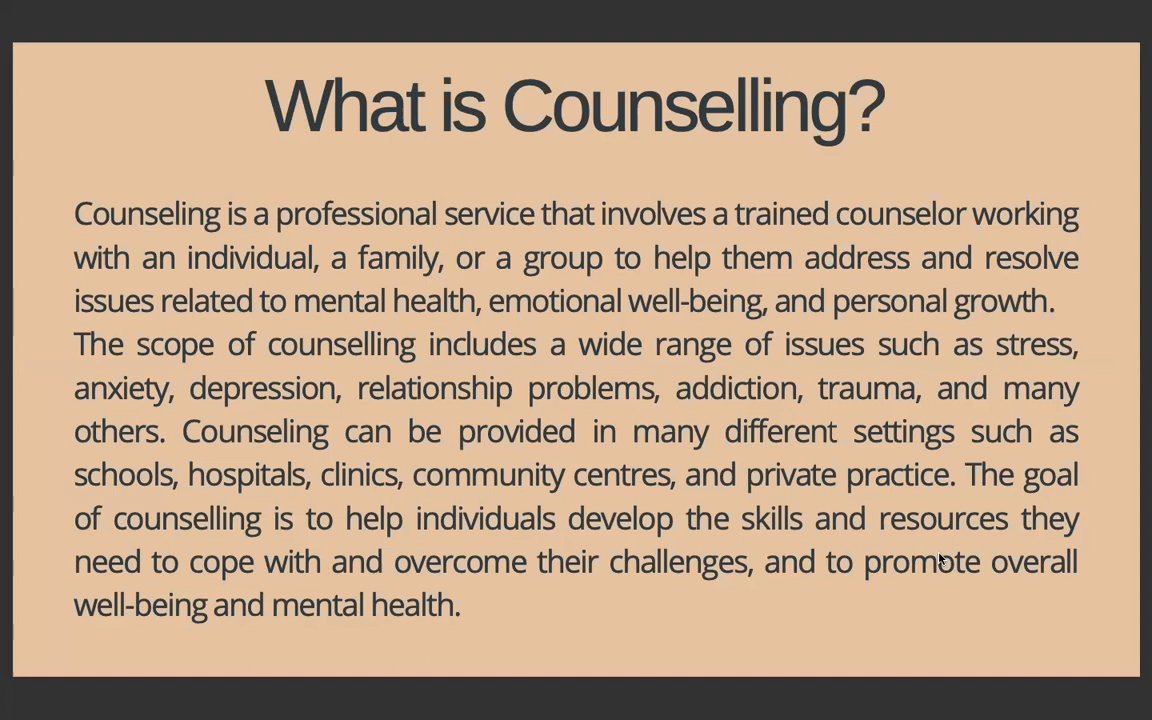 What is Counselling?
Counseling is a professional service that involves a trained counselor working
with an individual, a family, or a group to help them address and resolve
issues related to mental health, emotional well-being, and personal growth.
The scope of counselling includes a wide range of issues such as stress,
anxiety, depression, relationship problems, addiction, trauma, and many
others. Counseling can be provided in many different settings such as
schools, hospitals, clinics, community centres, and private practice. The goal
of counselling is to help individuals develop the skills and resources they
need to cope with and overcome their challenges, and to promote overall
well-being and mental health.